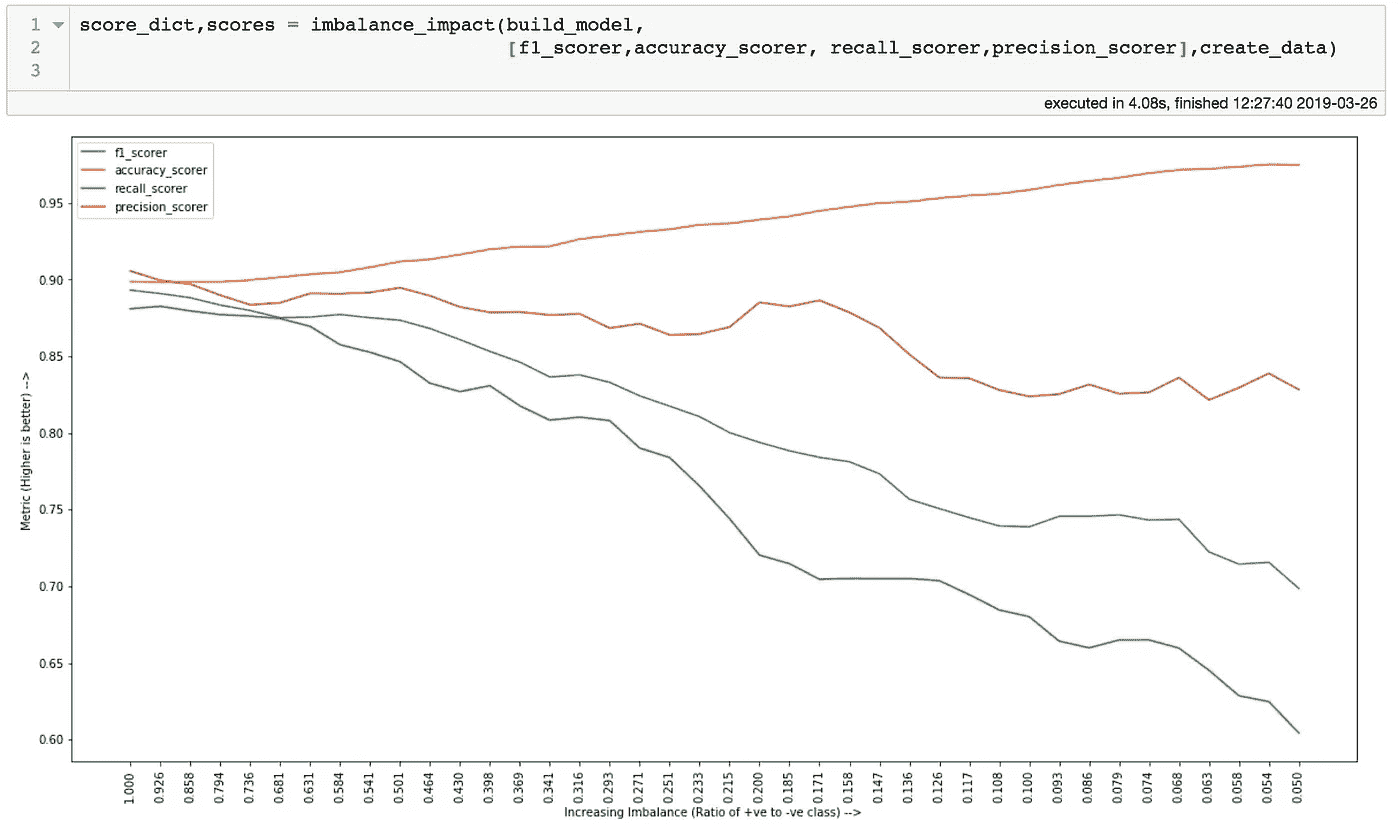 1 score_dict,scores = imbalance_impact(build_model,
2 [f1_scorer,accuracy_scorer, recall_scorer,precision_scorer],create_data)
3
executed in 4.08s, finished 12:27:40 2019-03-26
f1_scorer
accuracy_scorer
recall_scorer
precision_scorer
0.95
0.90
0.85
0.80
0.75
0.70
0.65
0.60
Metric (Higher is better) -->
1.000 0.926 0.858 0.794 0.736 0.681 0.631 0.584 0.541 0.501 0.464 0.430 0.398 0.369 0.341 0.316 0.293 0.271 0.251 0.233 0.215 0.200 0.185 0.171 0.158 0.147 0.136 0.126 0.117 0.108 0.100 0.093 0.086 0.079 0.074 0.068 0.063 0.058 0.054 0.050
Increasing Imbalance (Ratio of +ve to -ve class) -->